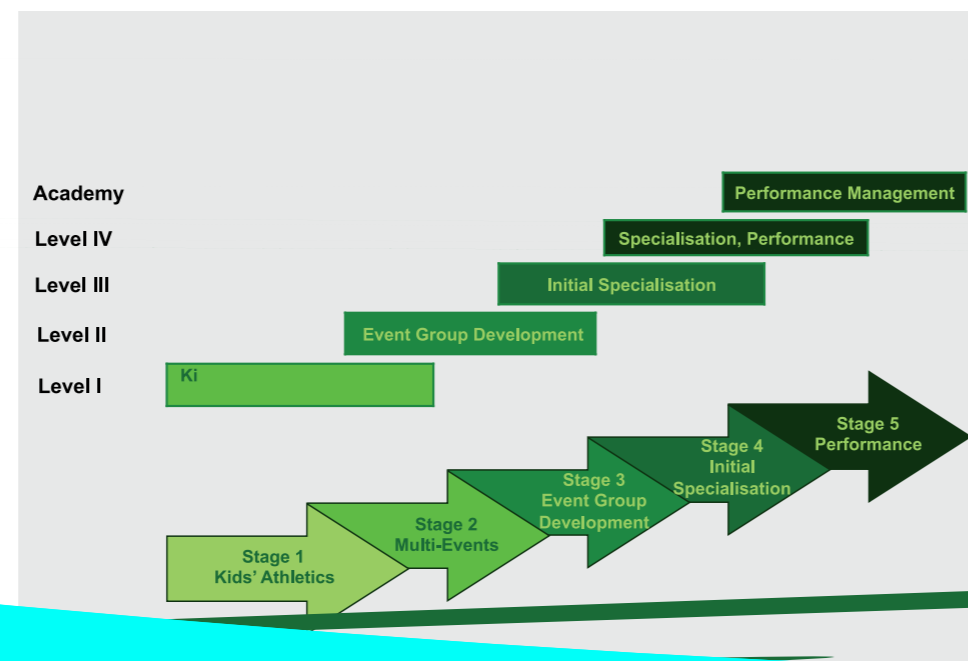 Academy
Performance Management
Level IV
Specialisation, Performance
Level III
Initial Specialisation
Level II
Event Group Development
Level I
Ki
Stage 5
Performance
Stage 4
Initial
Specialisation
Stage 3
Event Group
Development
Stage 2
Multi-Events
Stage 1
Kids' Athletics